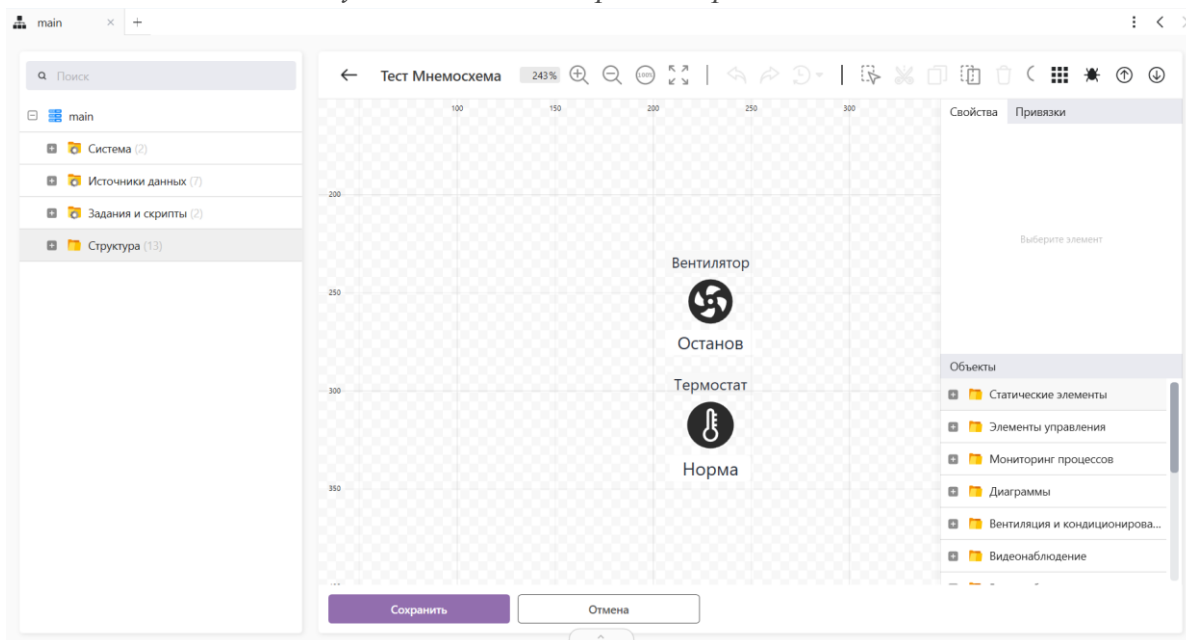 main × +
Поиск
Тест Мнемосхема 243% 100%
main
Система (2)
Источники данных (7)
Задания и скрипты (2)
Структура (13)
100 150 200 250 300
200
250
300
350
Вентилятор
Останов
Термостат
Норма
Свойства Привязки
Выберите элемент
Объекты
Статические элементы
Элементы управления
Мониторинг процессов
Диаграммы
Вентиляция и кондиционирова...
Видеонаблюдение
Сохранить Отмена